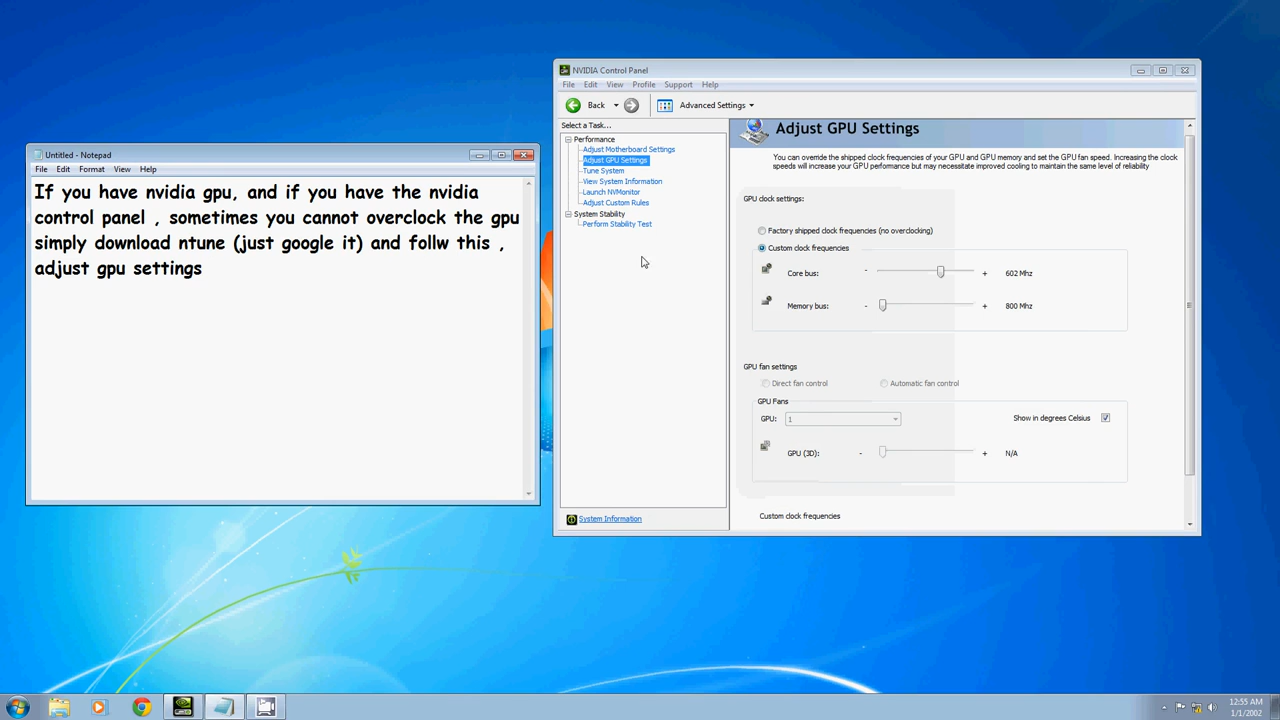 NVIDIA Control Panel
File Edit View Profile Support Help
Back Advanced Settings
Select a Task...
Performance
Adjust Motherboard Settings
Adjust GPU Settings
Tune System
View System Information
Launch NVMonitor
Adjust Custom Rules
System Stability
Perform Stability Test
System Information
Adjust GPU Settings
You can override the shipped clock frequencies of your GPU and GPU memory and set the GPU fan speed. Increasing the clock
speeds will increase your GPU performance but may necessitate improved cooling to maintain the same level of reliability
GPU clock settings:
Factory shipped clock frequencies (no overclocking)
Custom clock frequencies
Core bus: - + 602 Mhz
Memory bus: - + 800 Mhz
GPU fan settings
Direct fan control Automatic fan control
GPU Fans
GPU: 1 Show in degrees Celsius
GPU (3D): - + N/A
Custom clock frequencies
Untitled - Notepad
File Edit Format View Help
If you have nvidia gpu, and if you have the nvidia
control panel , sometimes you cannot overclock the gpu
simply download ntune (just google it) and follw this ,
adjust gpu settings
12:55 AM
1/1/2002